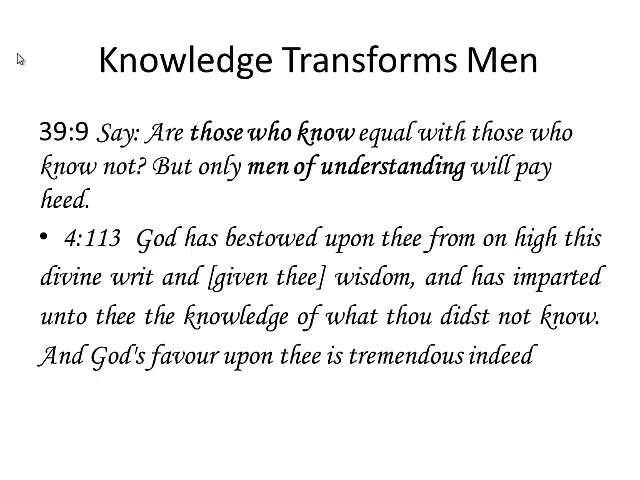 Knowledge Transforms Men
39:9 Say: Are those who know equal with those who
know not? But only men of understanding will pay
heed.
• 4:113 God has bestowed upon thee from on high this
divine writ and [given thee] wisdom, and has imparted
unto thee the knowledge of what thou didst not know.
And God's favour upon thee is tremendous indeed